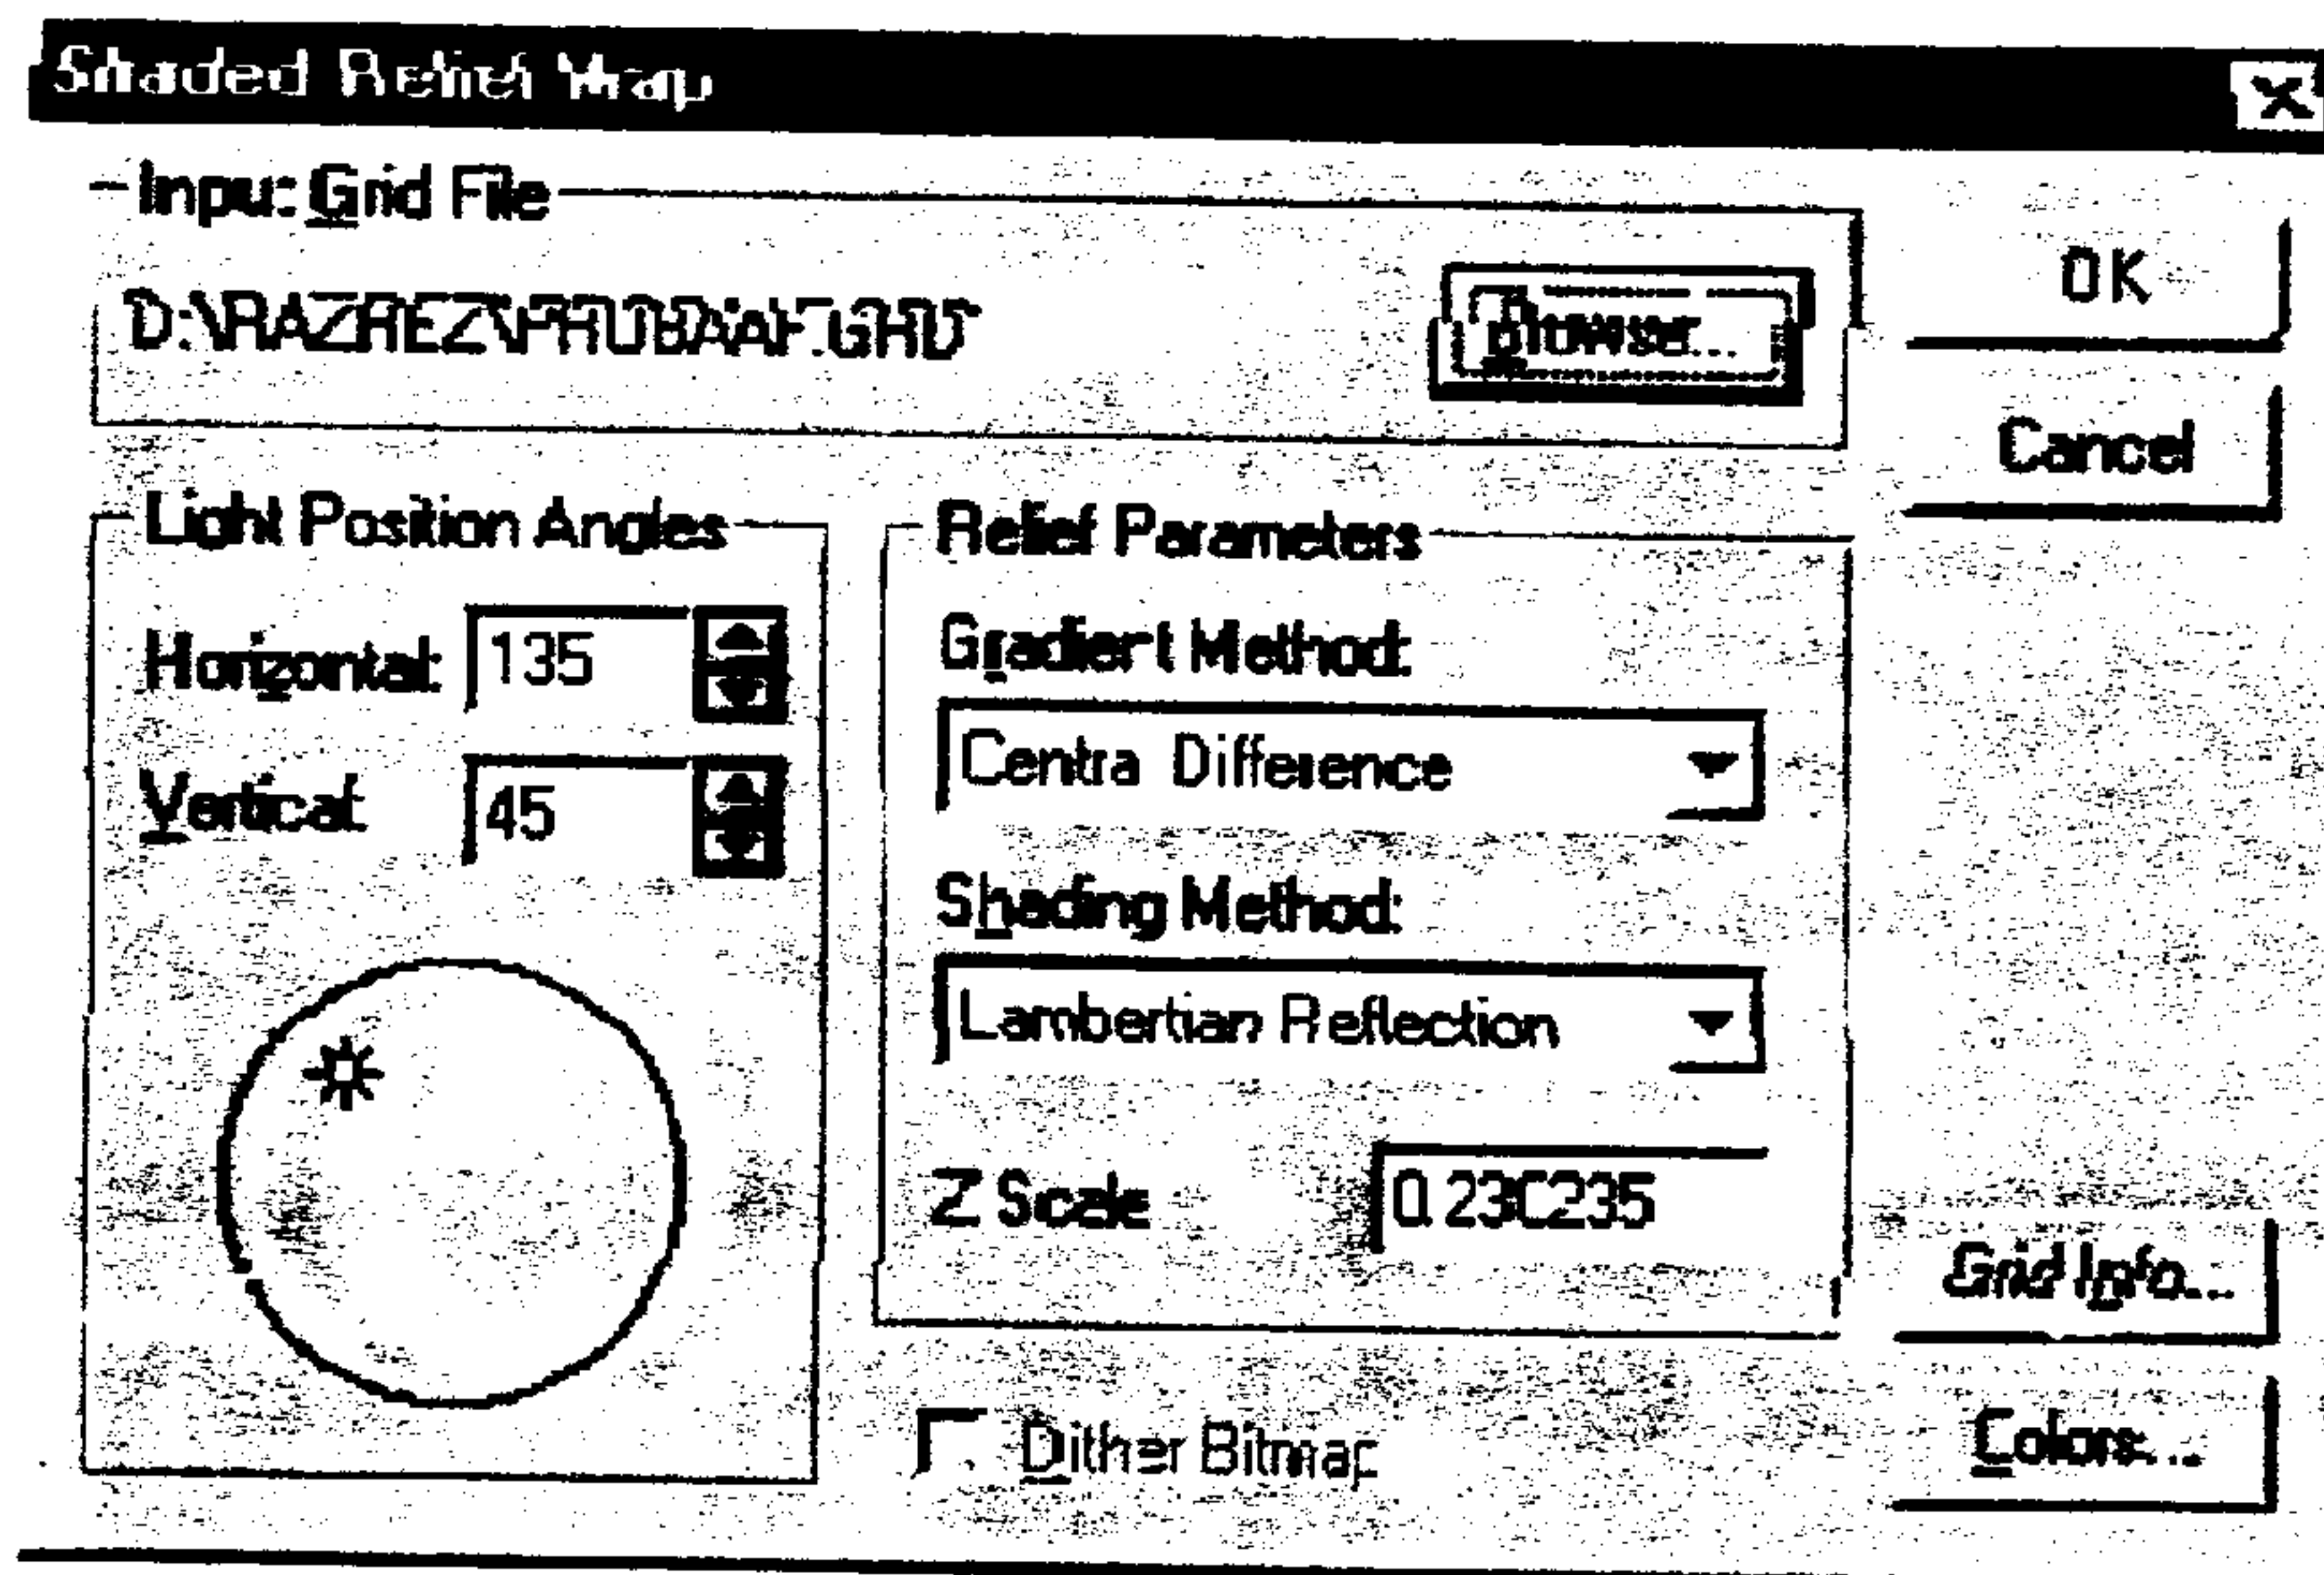 Shaded Relief Map
Input Grid File
D:\RAZREZ\PROBAAF.GRD
Browse...
OK
Cancel
Light Position Angles
Horizontal: 135
Vertical: 45
Relief Parameters
Gradient Method:
Central Difference
Shading Method:
Lambertian Reflection
Z Scale 0.230235
Dither Bitmap
Grid Info...
Colors...